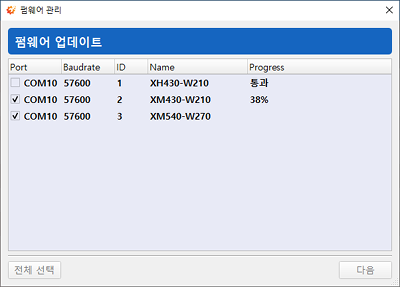 펌웨어 관리
펌웨어 업데이트
Port Baudrate ID Name Progress
COM10 57600 1 XH430-W210 통과
COM10 57600 2 XM430-W210 38%
COM10 57600 3 XM540-W270
전체 선택 다음